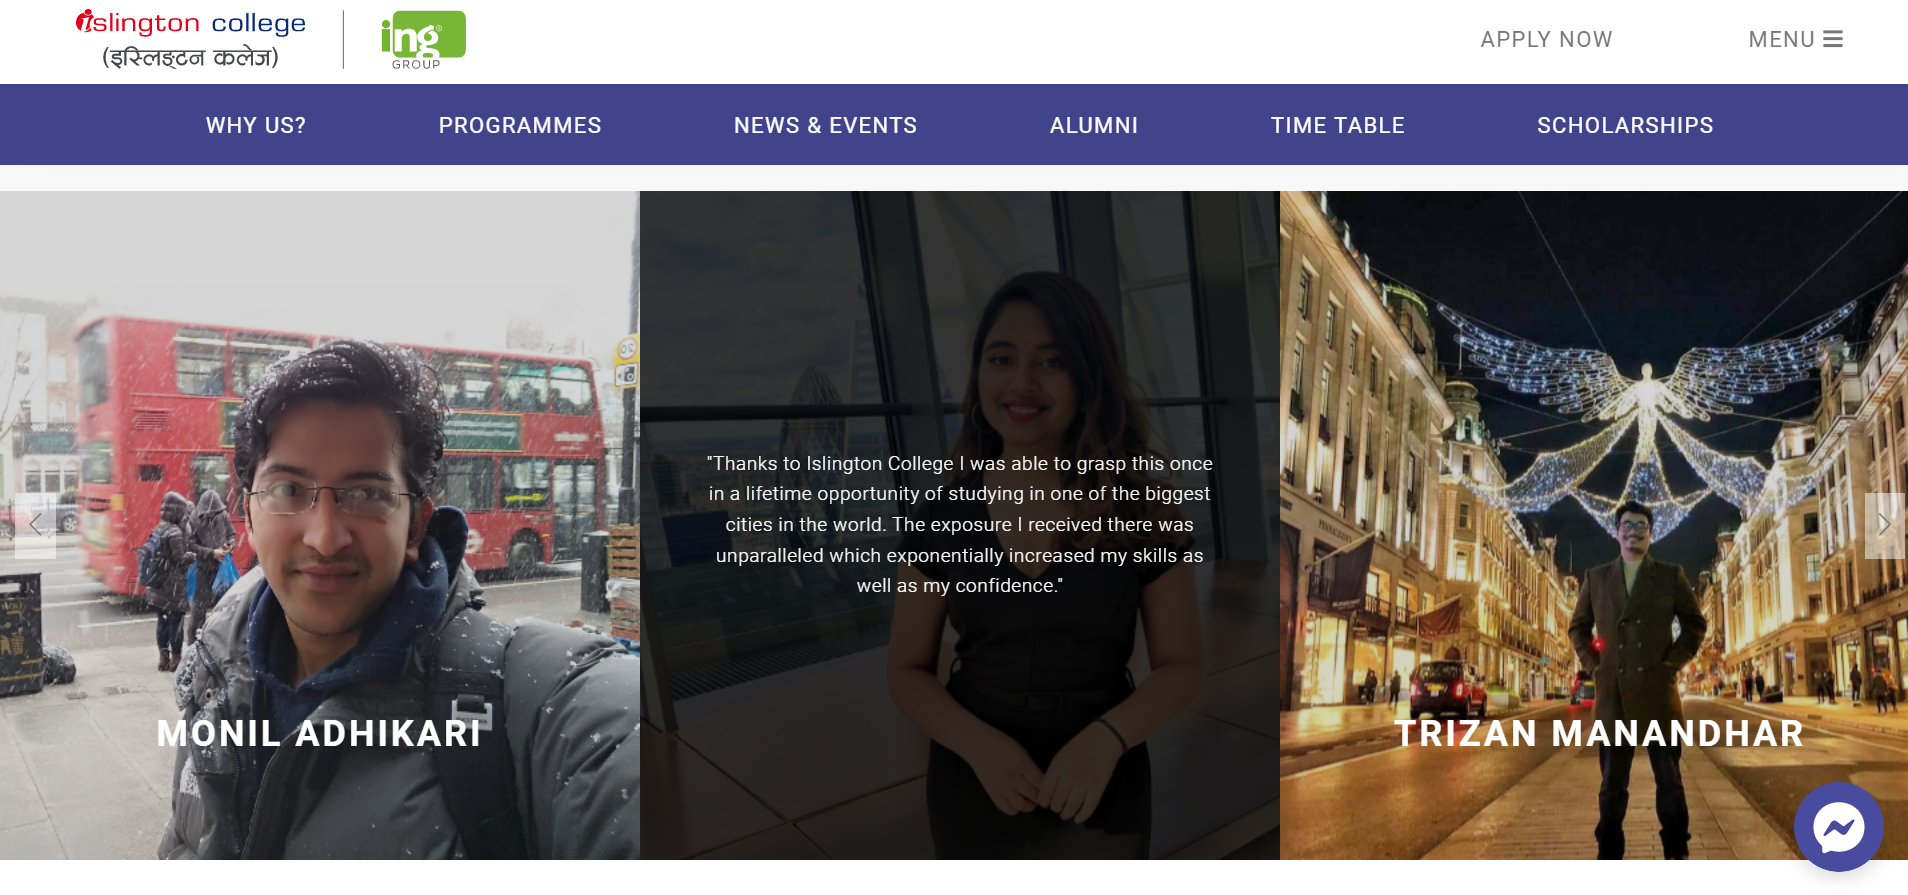 islington college
(इस्लिङ्टन कलेज)
ing®
GROUP
APPLY NOW
MENU
WHY US?
PROGRAMMES
NEWS & EVENTS
ALUMNI
TIME TABLE
SCHOLARSHIPS
"Thanks to Islington College I was able to grasp this once
in a lifetime opportunity of studying in one of the biggest
cities in the world. The exposure I received there was
unparalleled which exponentially increased my skills as
well as my confidence."
MONIL ADHIKARI
TRIZAN MANANDHAR